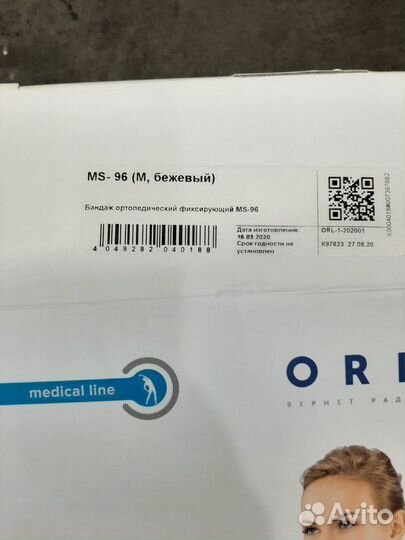 MS- 96 (M, бежевый)
Бандаж ортопедический фиксирующий MS-96
4 049282 040188
Дата изготовления:
16.03.2020
Срок годности не
установлен
ORL-1-202001
K97623 27.08.20
medical line
ORL
ВЕРНЕТ РАД
Avito